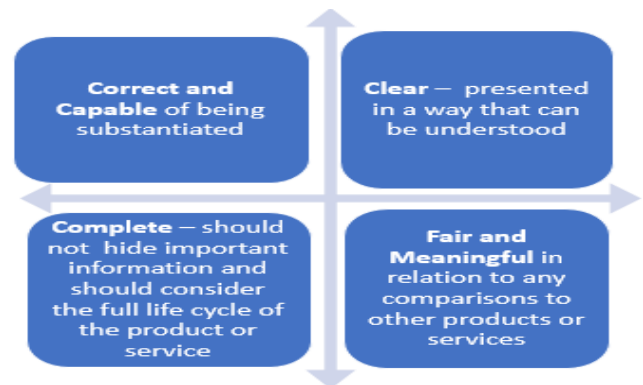 Correct and
Capable of being
substantiated
Clear – presented
in a way that can
be understood
Complete – should
not hide important
information and
should consider
the full life cycle of
the product or
service
Fair and
Meaningful in
relation to any
comparisons to
other products or
services